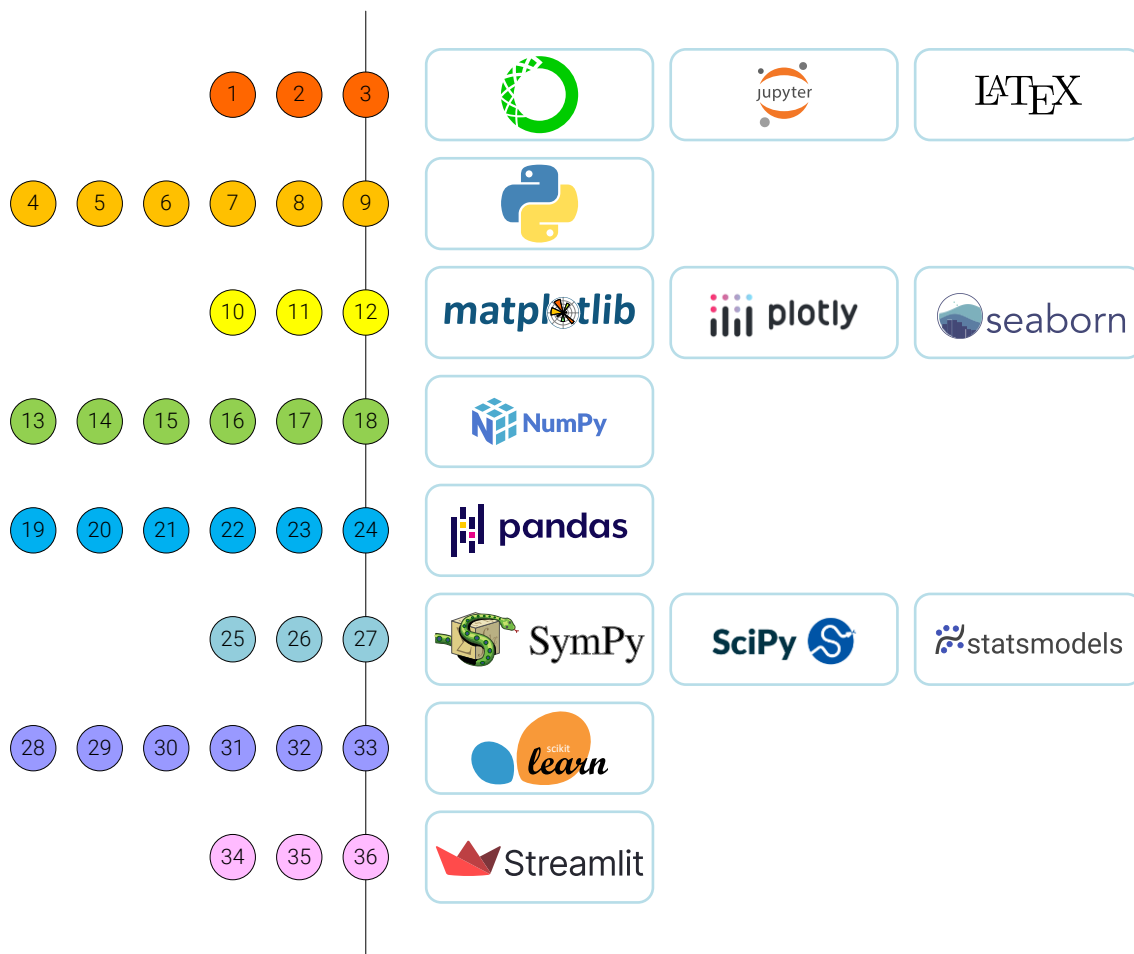 1 2 3 jupyter LATEX
4 5 6 7 8 9
10 11 12 matplotlib plotly seaborn
13 14 15 16 17 18 NumPy
19 20 21 22 23 24 pandas
25 26 27 SymPy SciPy statsmodels
28 29 30 31 32 33 scikit
learn
34 35 36 Streamlit